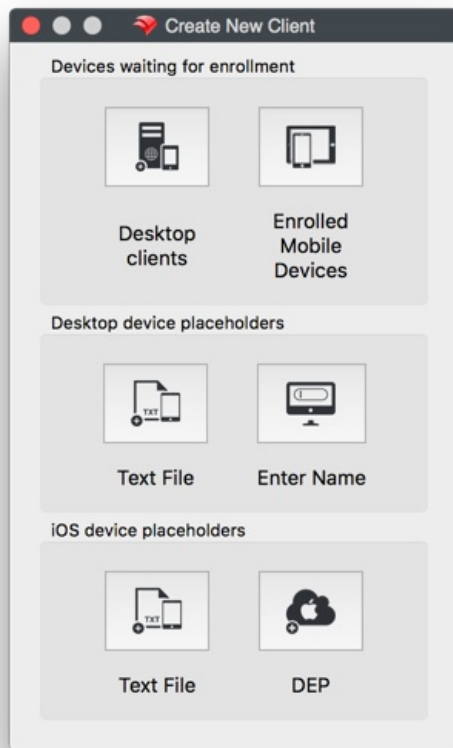 Create New Client
Devices waiting for enrollment
Desktop
clients
Enrolled
Mobile
Devices
Desktop device placeholders
TXT
Text File
Enter Name
iOS device placeholders
TXT
Text File
DEP